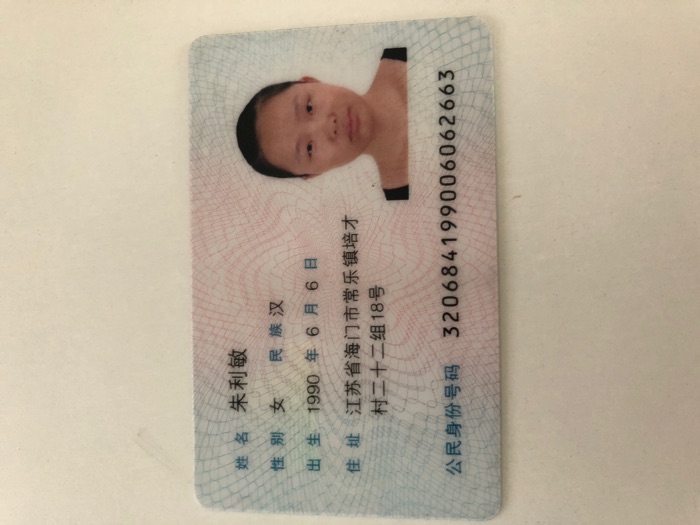 姓名 朱利敏
性别 女 民族 汉
出生 1990 年 6 月 6 日
住址 江苏省海门市常乐镇培才
村二十二组18号
公民身份号码 320684199006062663